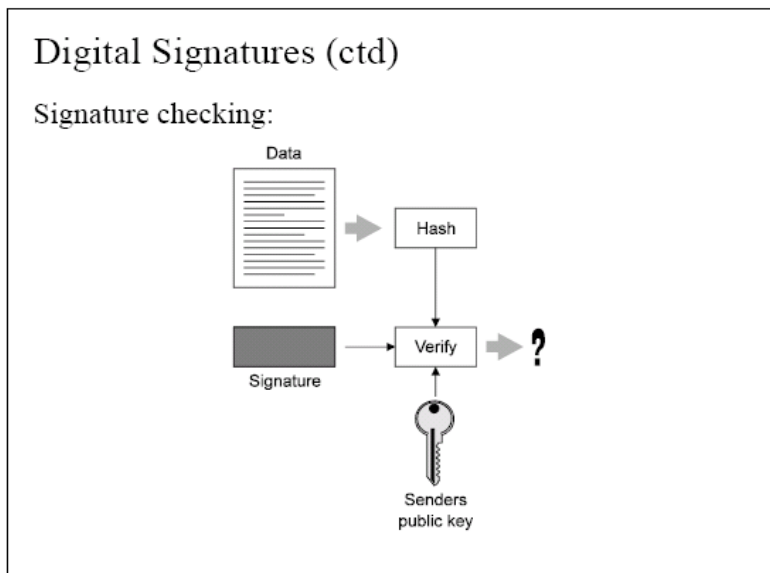 Digital Signatures (ctd)
Signature checking:
Data
Hash
Verify
?
Signature
Senders
public key